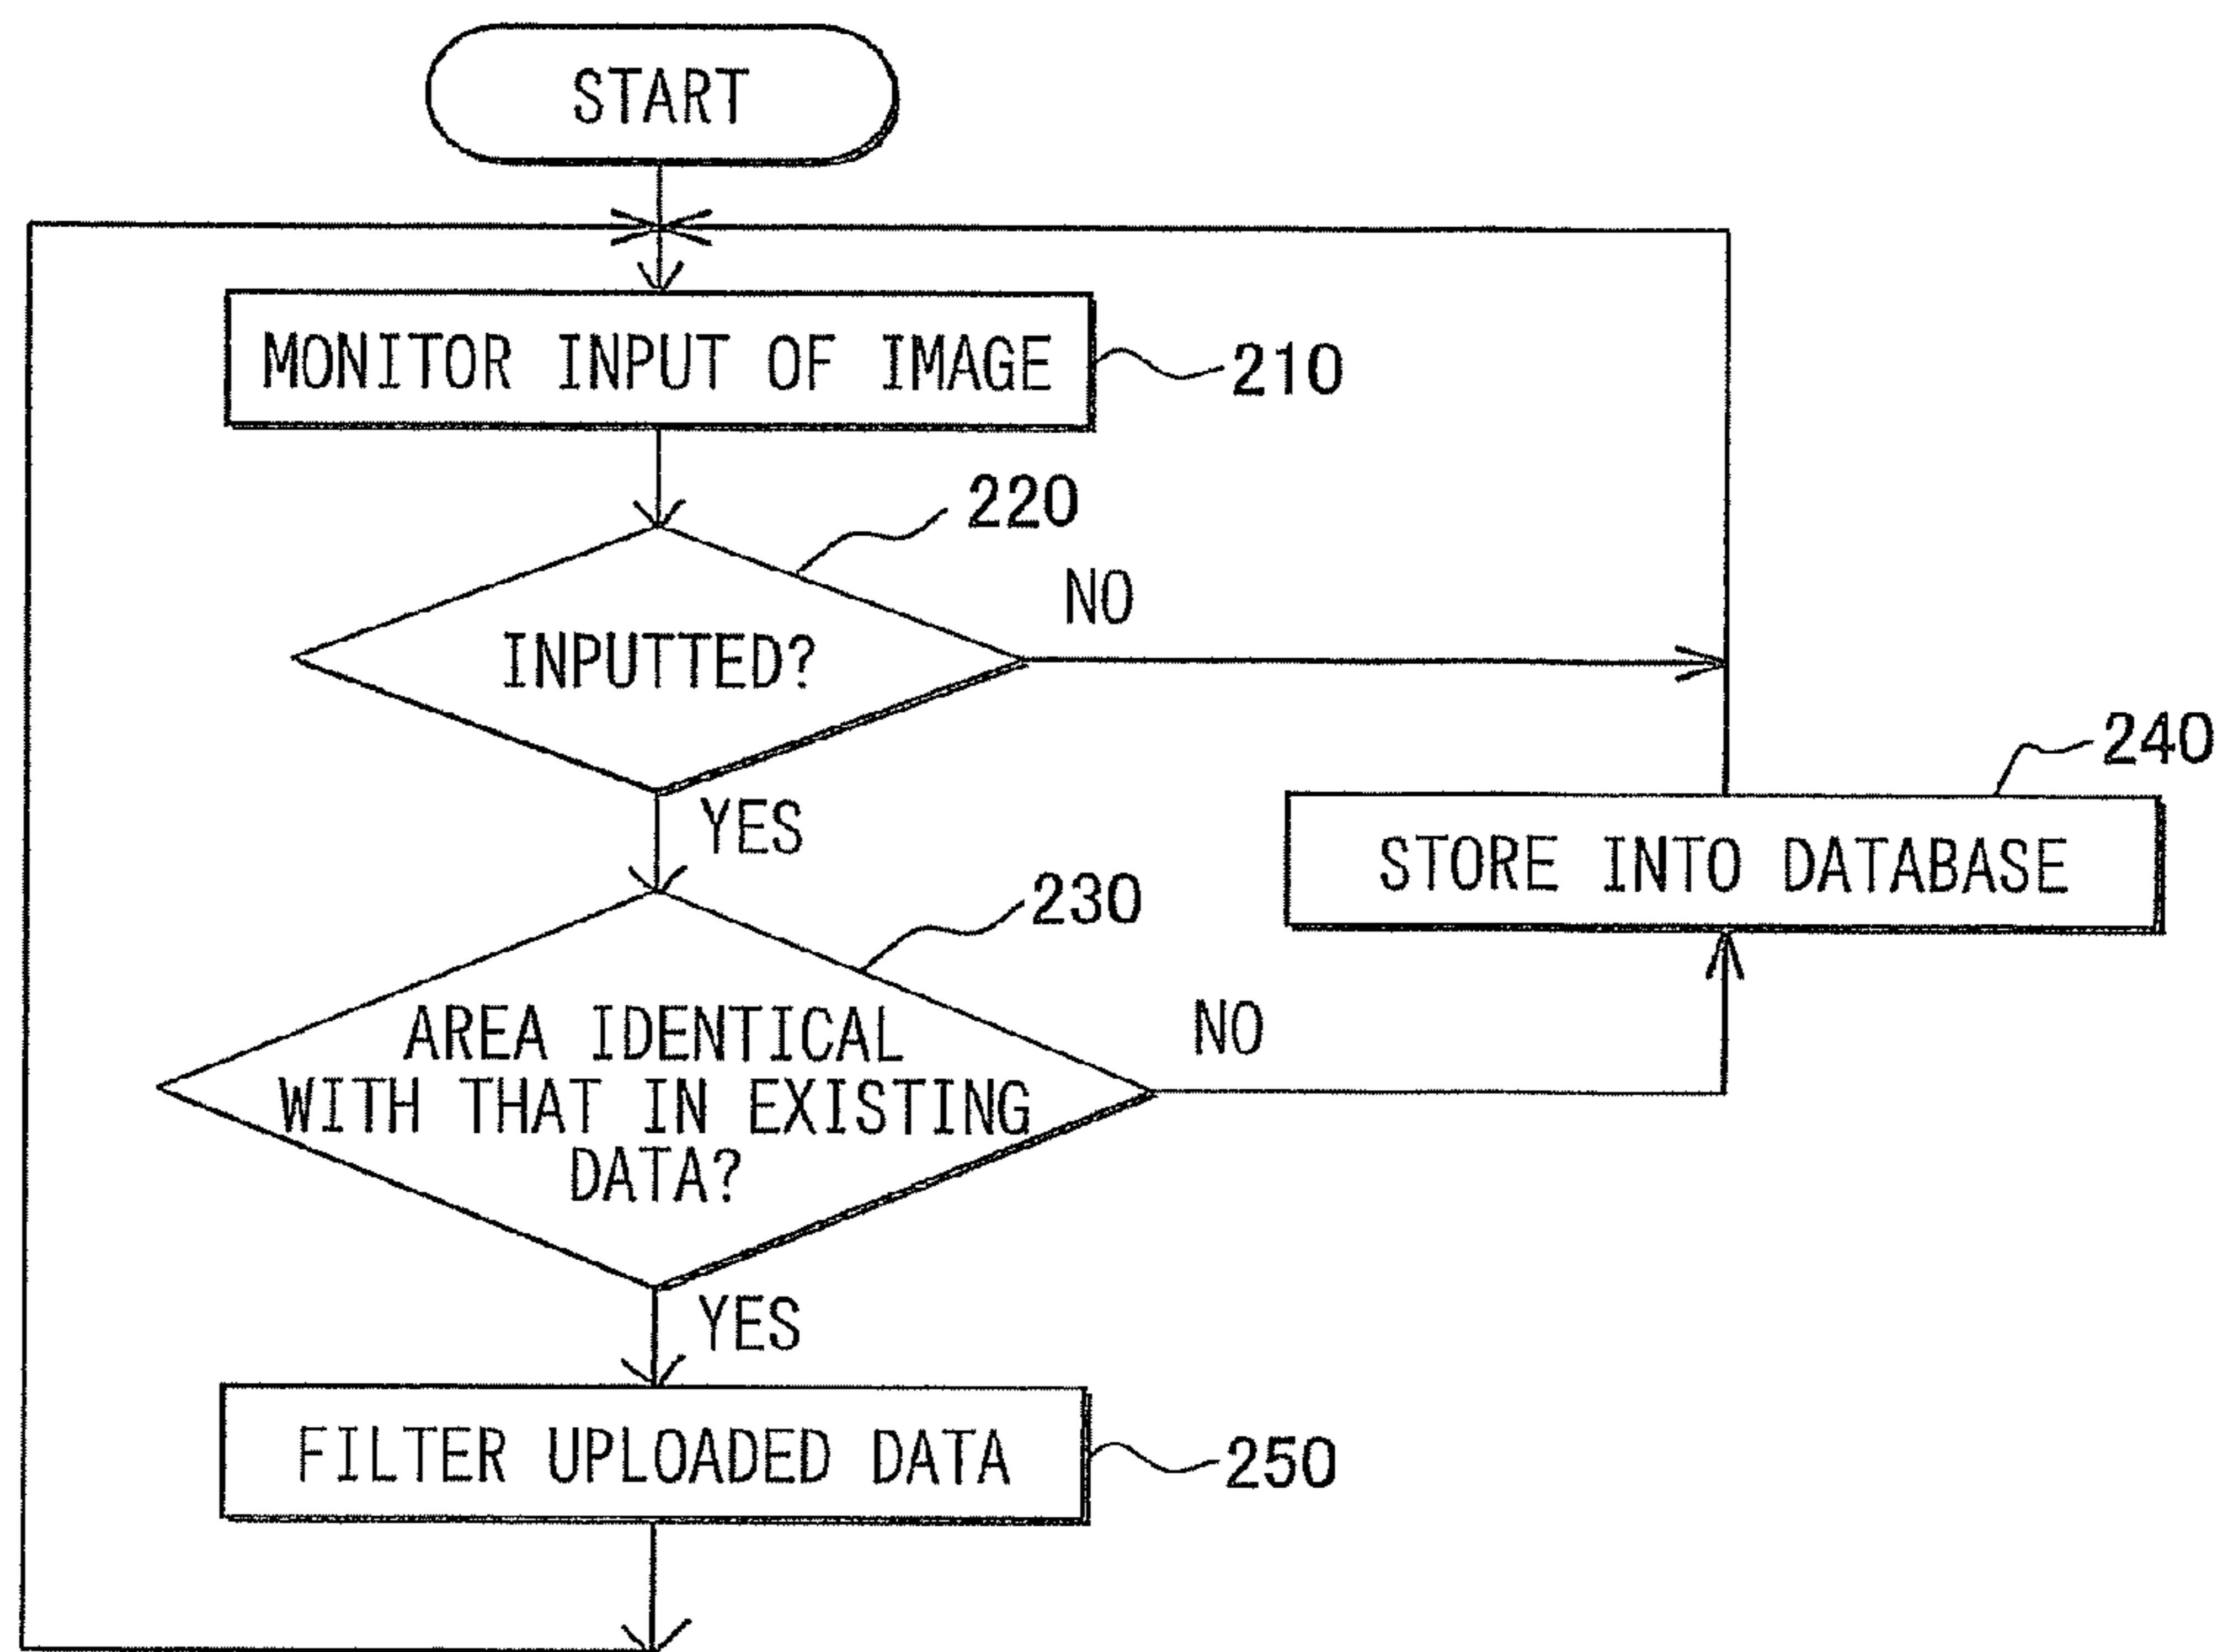 START
MONITOR INPUT OF IMAGE
210
220
INPUTTED?
NO
YES
240
STORE INTO DATABASE
230
AREA IDENTICAL
WITH THAT IN EXISTING
DATA?
NO
YES
FILTER UPLOADED DATA
250